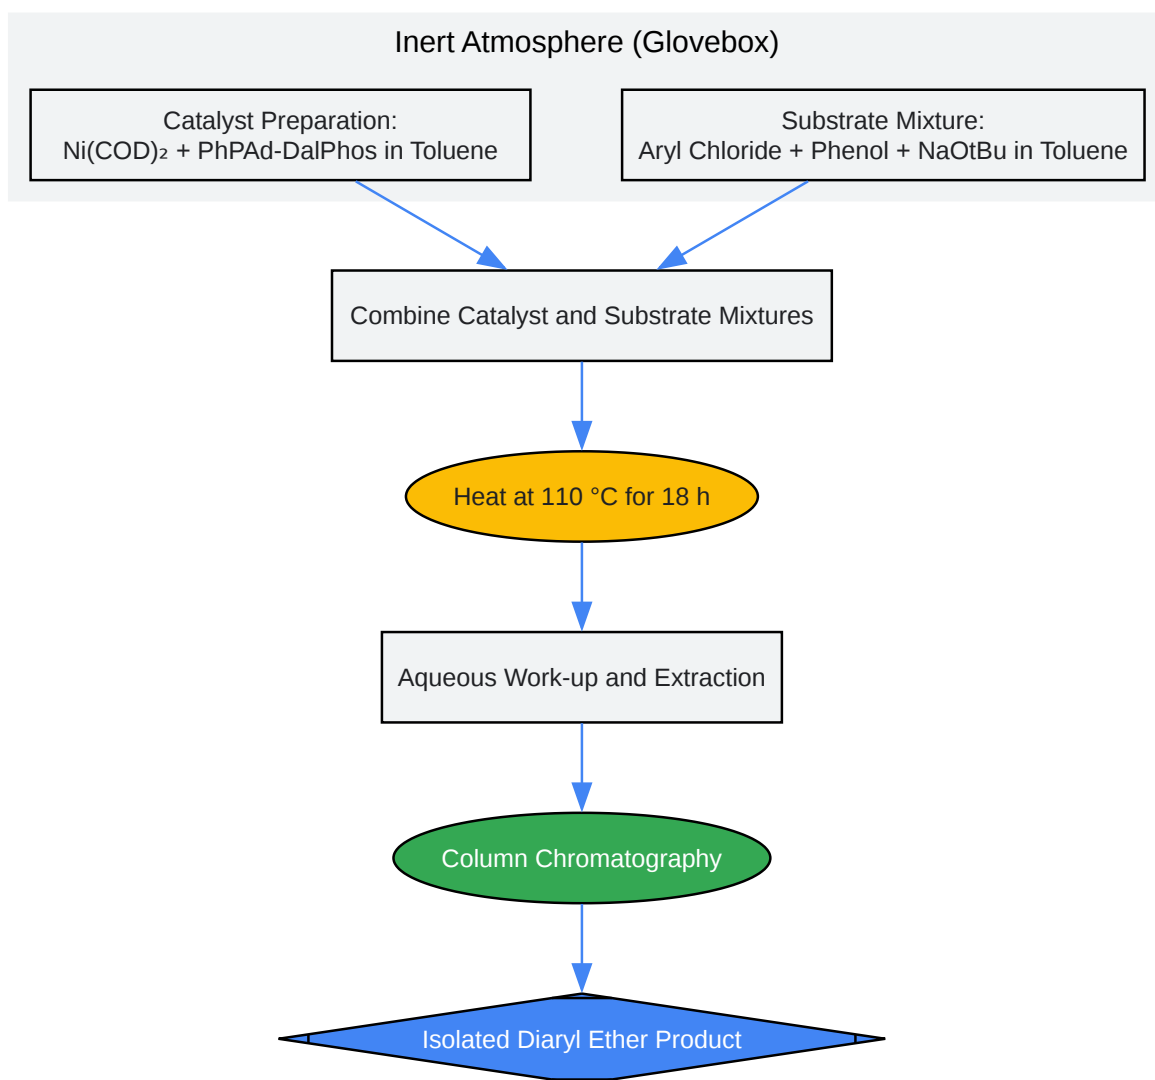 Inert Atmosphere (Glovebox)
Catalyst Preparation:
Ni(COD)₂ + PhPAd-DalPhos in Toluene
Substrate Mixture:
Aryl Chloride + Phenol + NaOtBu in Toluene
Combine Catalyst and Substrate Mixtures
Heat at 110 °C for 18 h
Aqueous Work-up and Extraction
Column Chromatography
Isolated Diaryl Ether Product